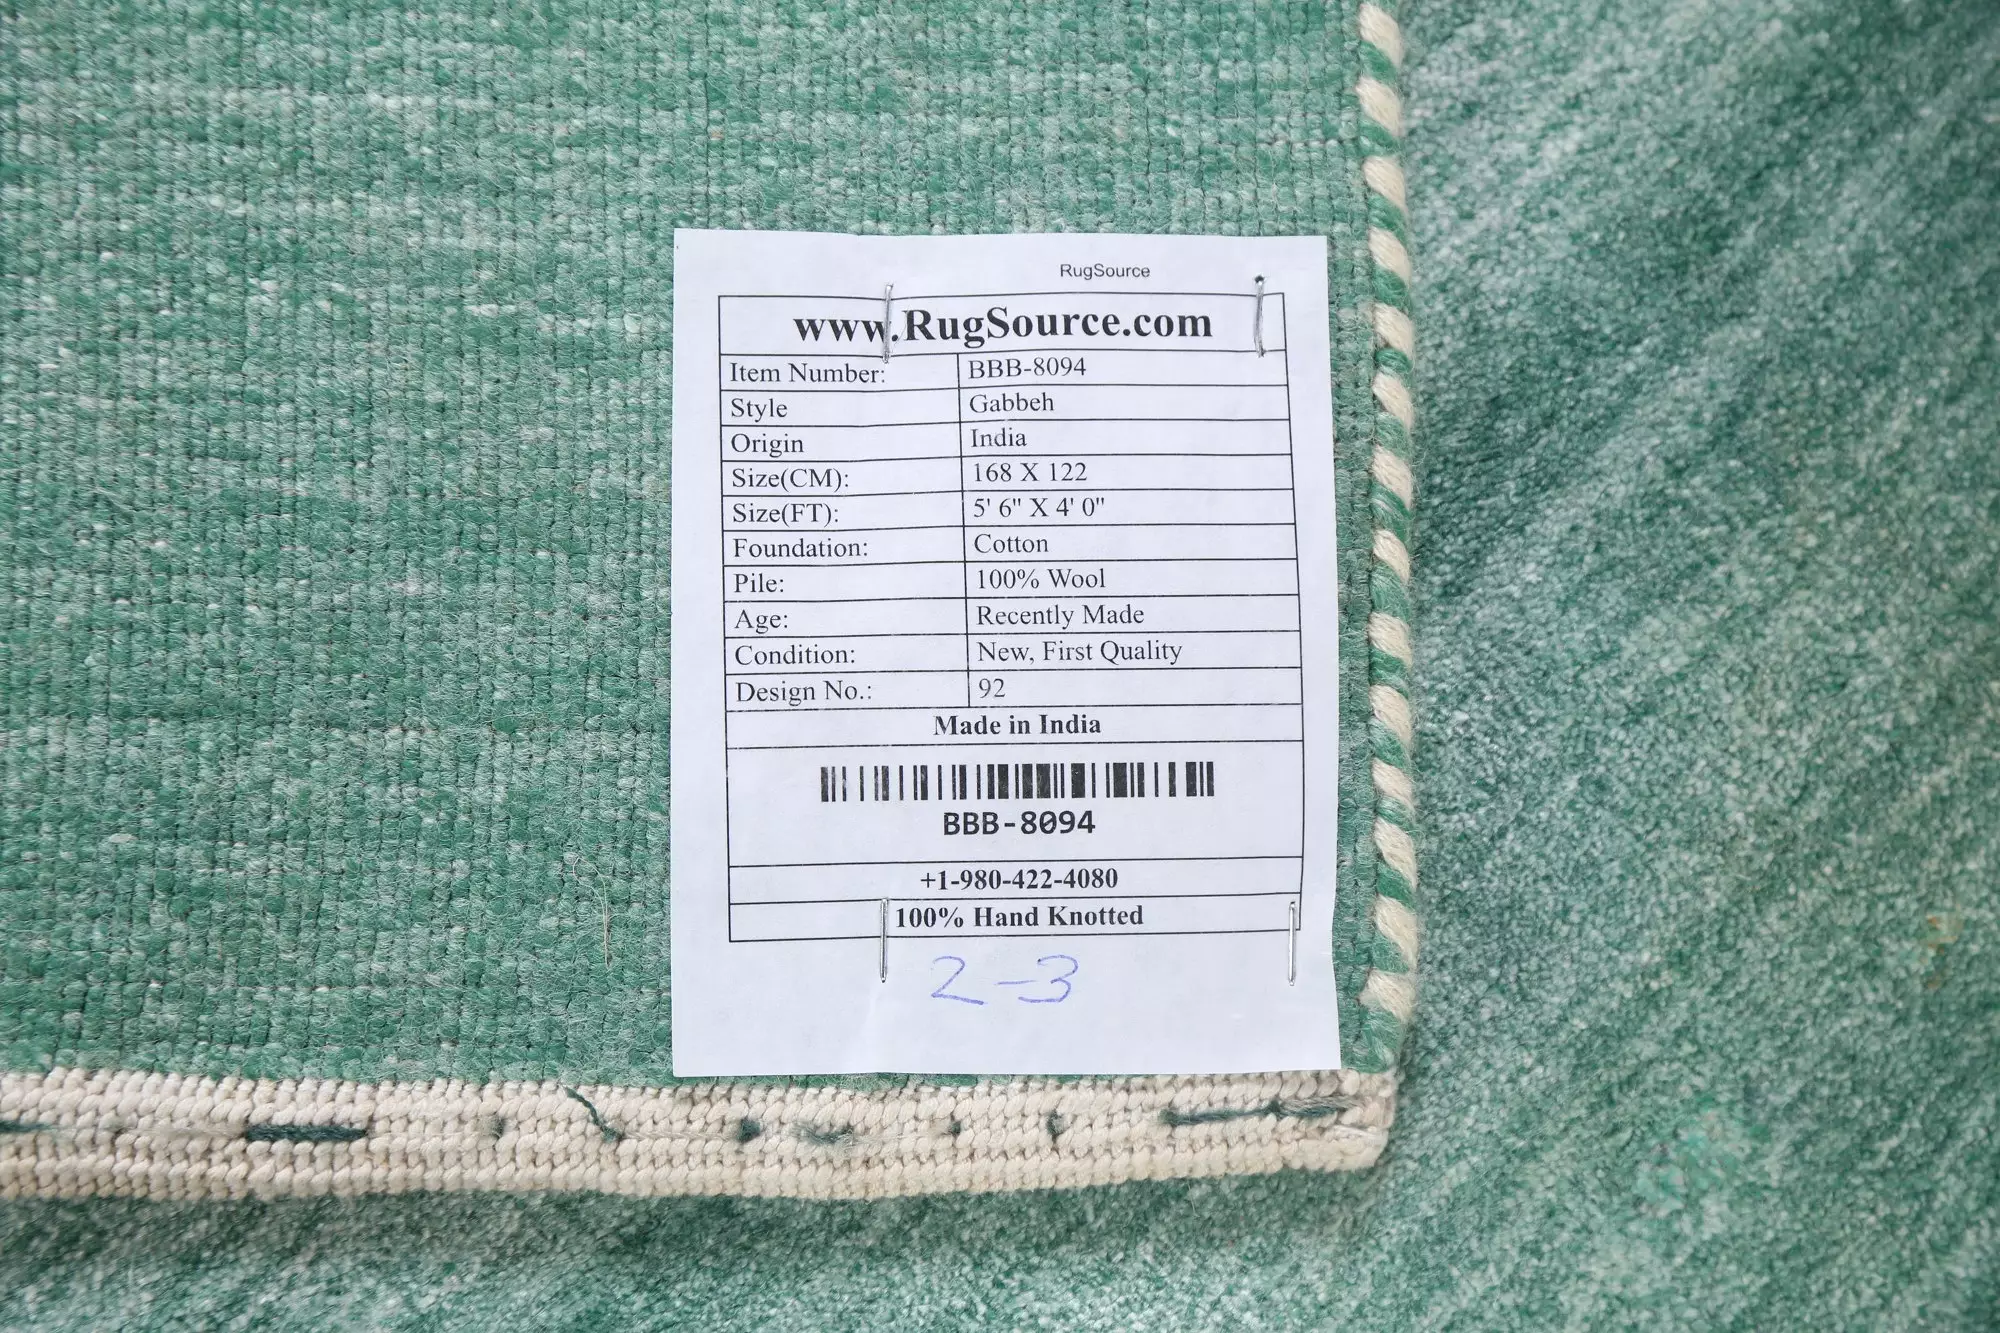 RugSource
www.RugSource.com
Item Number: BBB-8094
Style Gabbeh
Origin India
Size(CM): 168 X 122
Size(FT): 5' 6" X 4' 0"
Foundation: Cotton
Pile: 100% Wool
Age: Recently Made
Condition: New, First Quality
Design No.: 92
Made in India
BBB-8094
+1-980-422-4080
100% Hand Knotted
2-3